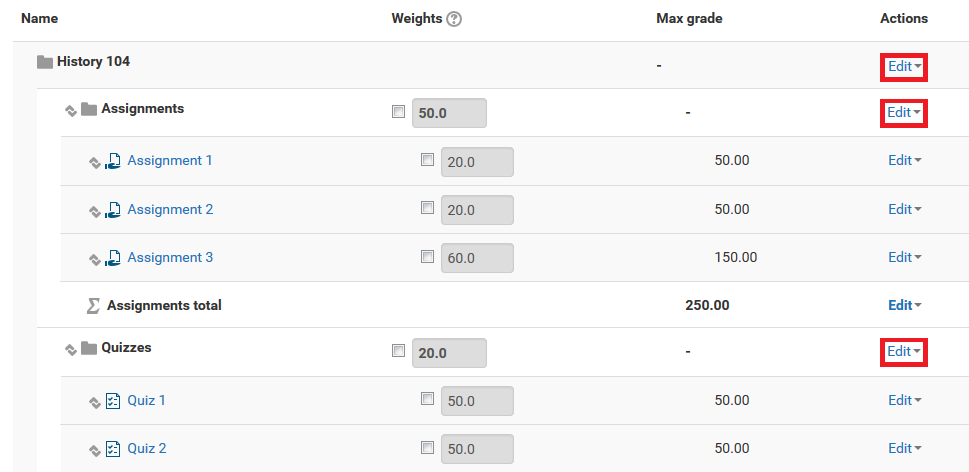 Name Weights ? Max grade Actions
History 104 - Edit
Assignments 50.0 - Edit
Assignment 1 20.0 50.00 Edit
Assignment 2 20.0 50.00 Edit
Assignment 3 60.0 150.00 Edit
Σ Assignments total 250.00 Edit
Quizzes 20.0 - Edit
Quiz 1 50.0 50.00 Edit
Quiz 2 50.0 50.00 Edit